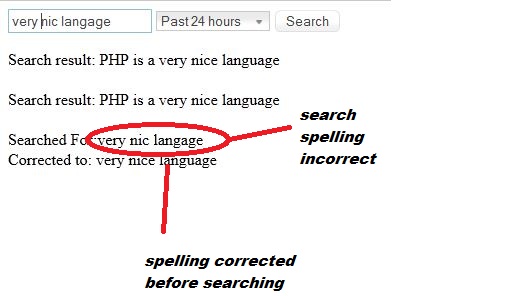 very nic langage Past 24 hours Search
Search result: PHP is a very nice language
Search result: PHP is a very nice language
search
Searched For:very nic langage
spelling
Corrected to: very nice language
incorrect
spelling corrected
before searching